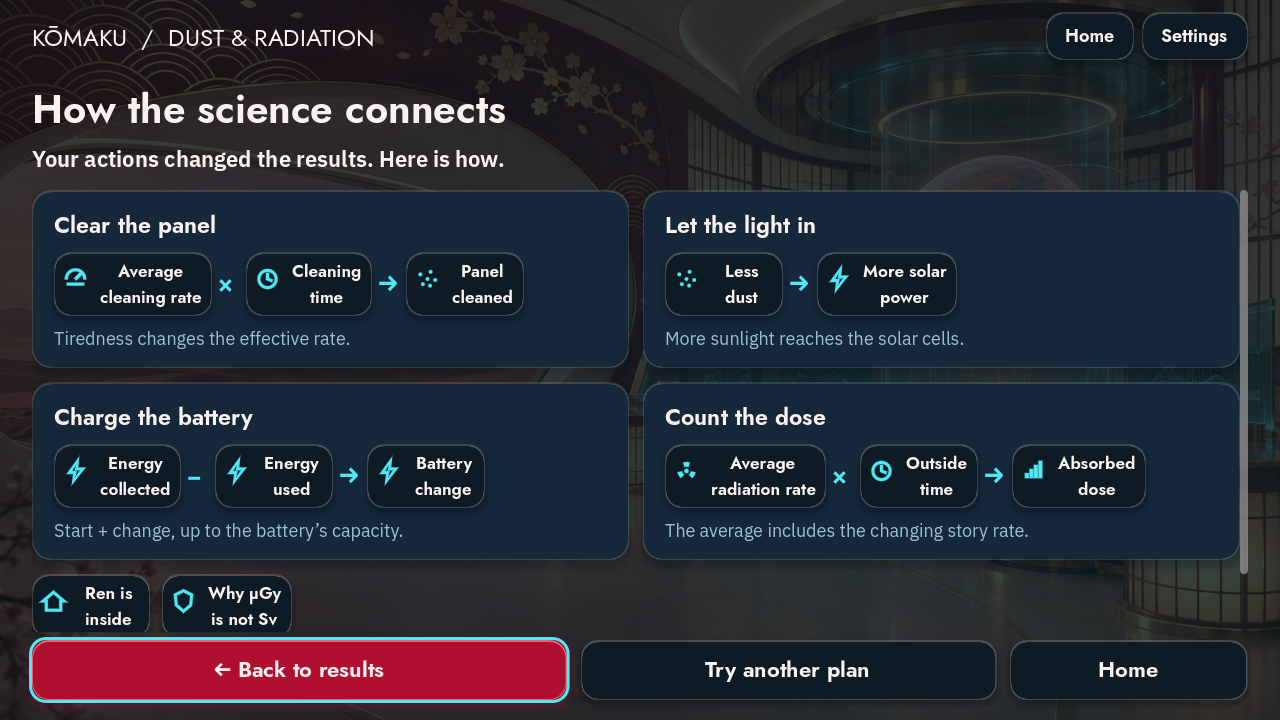 KŌMAKU / DUST & RADIATION
Home
Settings
How the science connects
Your actions changed the results. Here is how.
Clear the panel
Average
cleaning rate
×
Cleaning
time
→
Panel
cleaned
Tiredness changes the effective rate.
Let the light in
Less
dust
→
More solar
power
More sunlight reaches the solar cells.
Charge the battery
Energy
collected
–
Energy
used
→
Battery
change
Start + change, up to the battery’s capacity.
Count the dose
Average
radiation rate
×
Outside
time
→
Absorbed
dose
The average includes the changing story rate.
Ren is
inside
Why μGy
is not Sv
← Back to results
Try another plan
Home